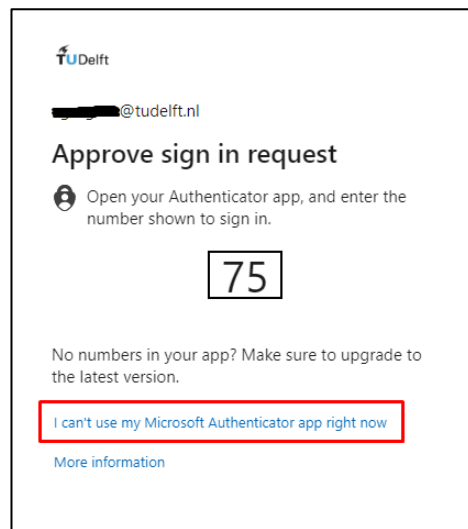 TUDelft
@tudelft.nl
Approve sign in request
Open your Authenticator app, and enter the
number shown to sign in.
75
No numbers in your app? Make sure to upgrade to
the latest version.
I can't use my Microsoft Authenticator app right now
More information